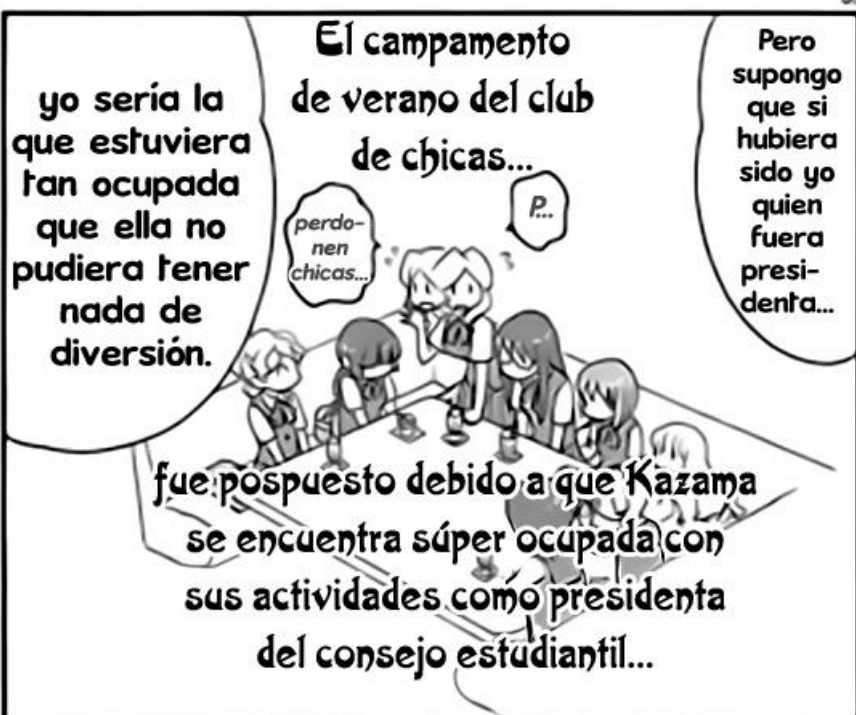 El campamento
de verano del club
de chicas...
P...
perdo-
nen
chicas...
fue pospuesto debido a que Kazama
se encuentra súper ocupada con
sus actividades como presidenta
del consejo estudiantil...
Pero
supongo
que si
hubiera
sido yo
quien
fuera
presi-
denta...
yo sería la
que estuviera
tan ocupada
que ella no
pudiera tener
nada de
diversión.